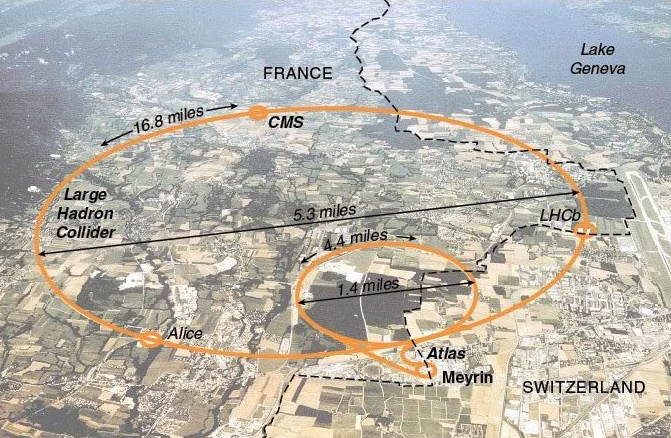 Lake
Geneva
FRANCE
16.8 miles
CMS
Large
Hadron
Collider
5.3 miles
LHCb
4.4 miles
1.4 miles
Alice
Atlas
Meyrin
SWITZERLAND